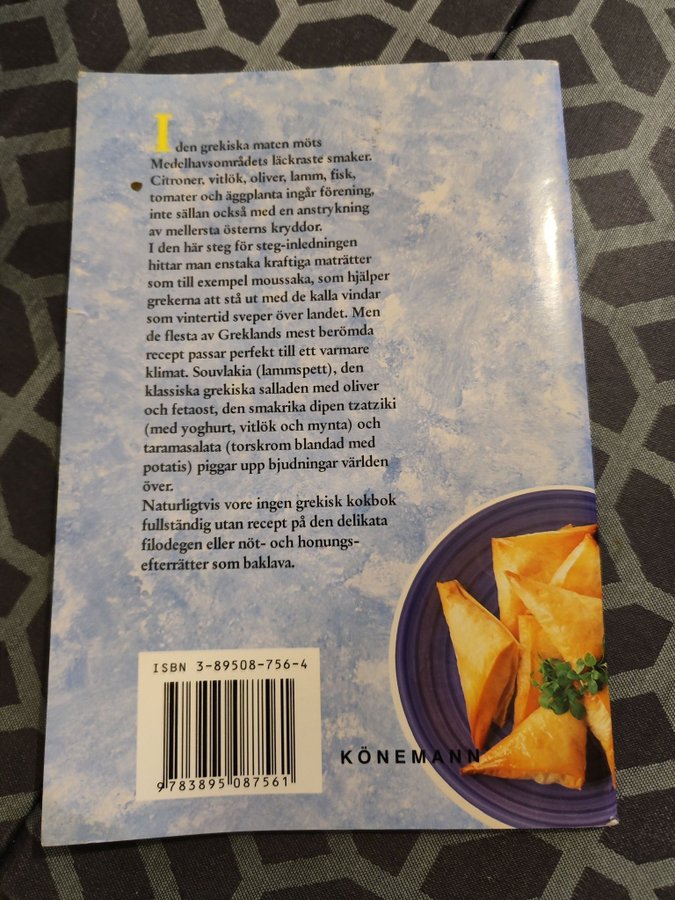 I den grekiska maten möts
Medelhavsområdets läckraste smaker.
Citroner, vitlök, oliver, lamm, fisk,
tomater och äggplanta ingår förening,
inte sällan också med en anstrykning
av mellersta österns kryddor.
I den här steg för steg-inledningen
hittar man enstaka kraftiga maträtter
som till exempel moussaka, som hjälper
grekerna att stå ut med de kalla vindar
som vintertid sveper över landet. Men
de flesta av Greklands mest berömda
recept passar perfekt till ett varmare
klimat. Souvlakia (lammspett), den
klassiska grekiska salladen med oliver
och fetaost, den smakrika dipen tzatziki
(med yoghurt, vitlök och mynta) och
taramasalata (torskrom blandad med
potatis) piggar upp bjudningar världen
över.
Naturligtvis vore ingen grekisk kokbok
fullständig utan recept på den delikata
filodegen eller nöt- och honungs-
efterrätter som baklava.
ISBN 3-89508-756-4
9783895087561
KÖNEMANN